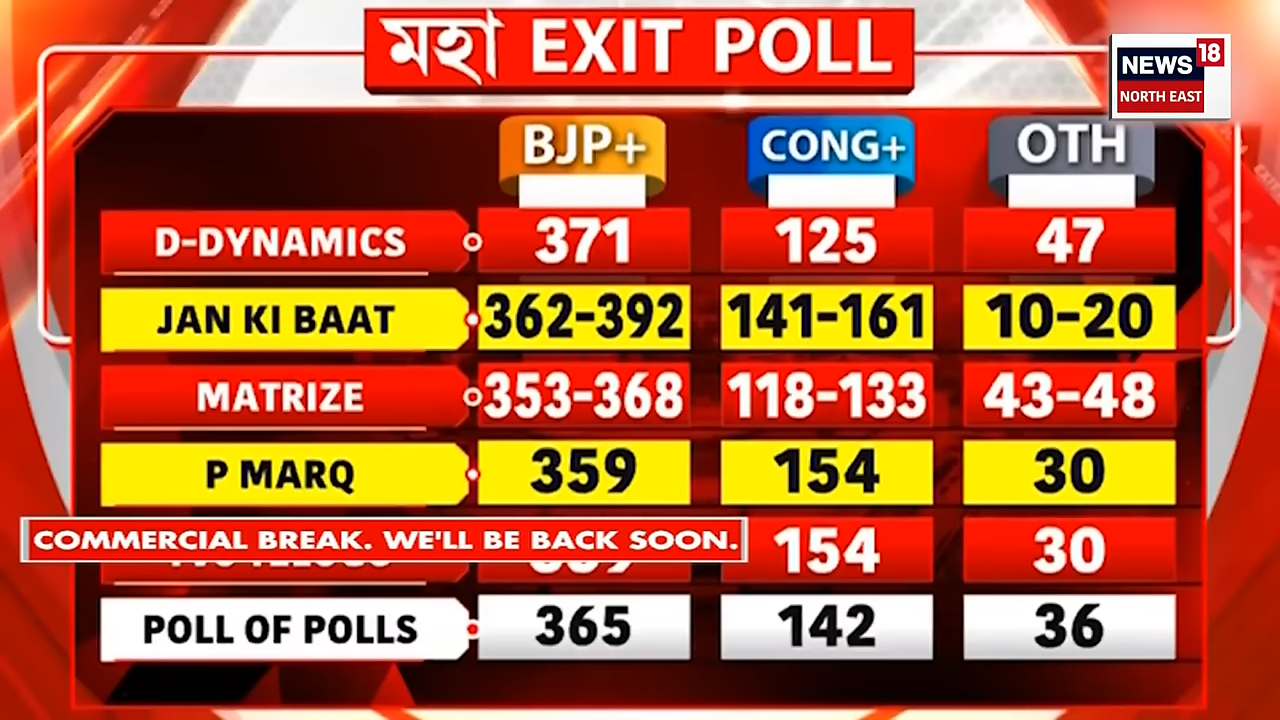 মহা EXIT POLL
NEWS 18
NORTH EAST
BJP+ CONG+ OTH
D-DYNAMICS 371 125 47
JAN KI BAAT 362-392 141-161 10-20
MATRIZE 353-368 118-133 43-48
P MARQ 359 154 30
COMMERCIAL BREAK. WE'LL BE BACK SOON.
154 30
POLL OF POLLS 365 142 36